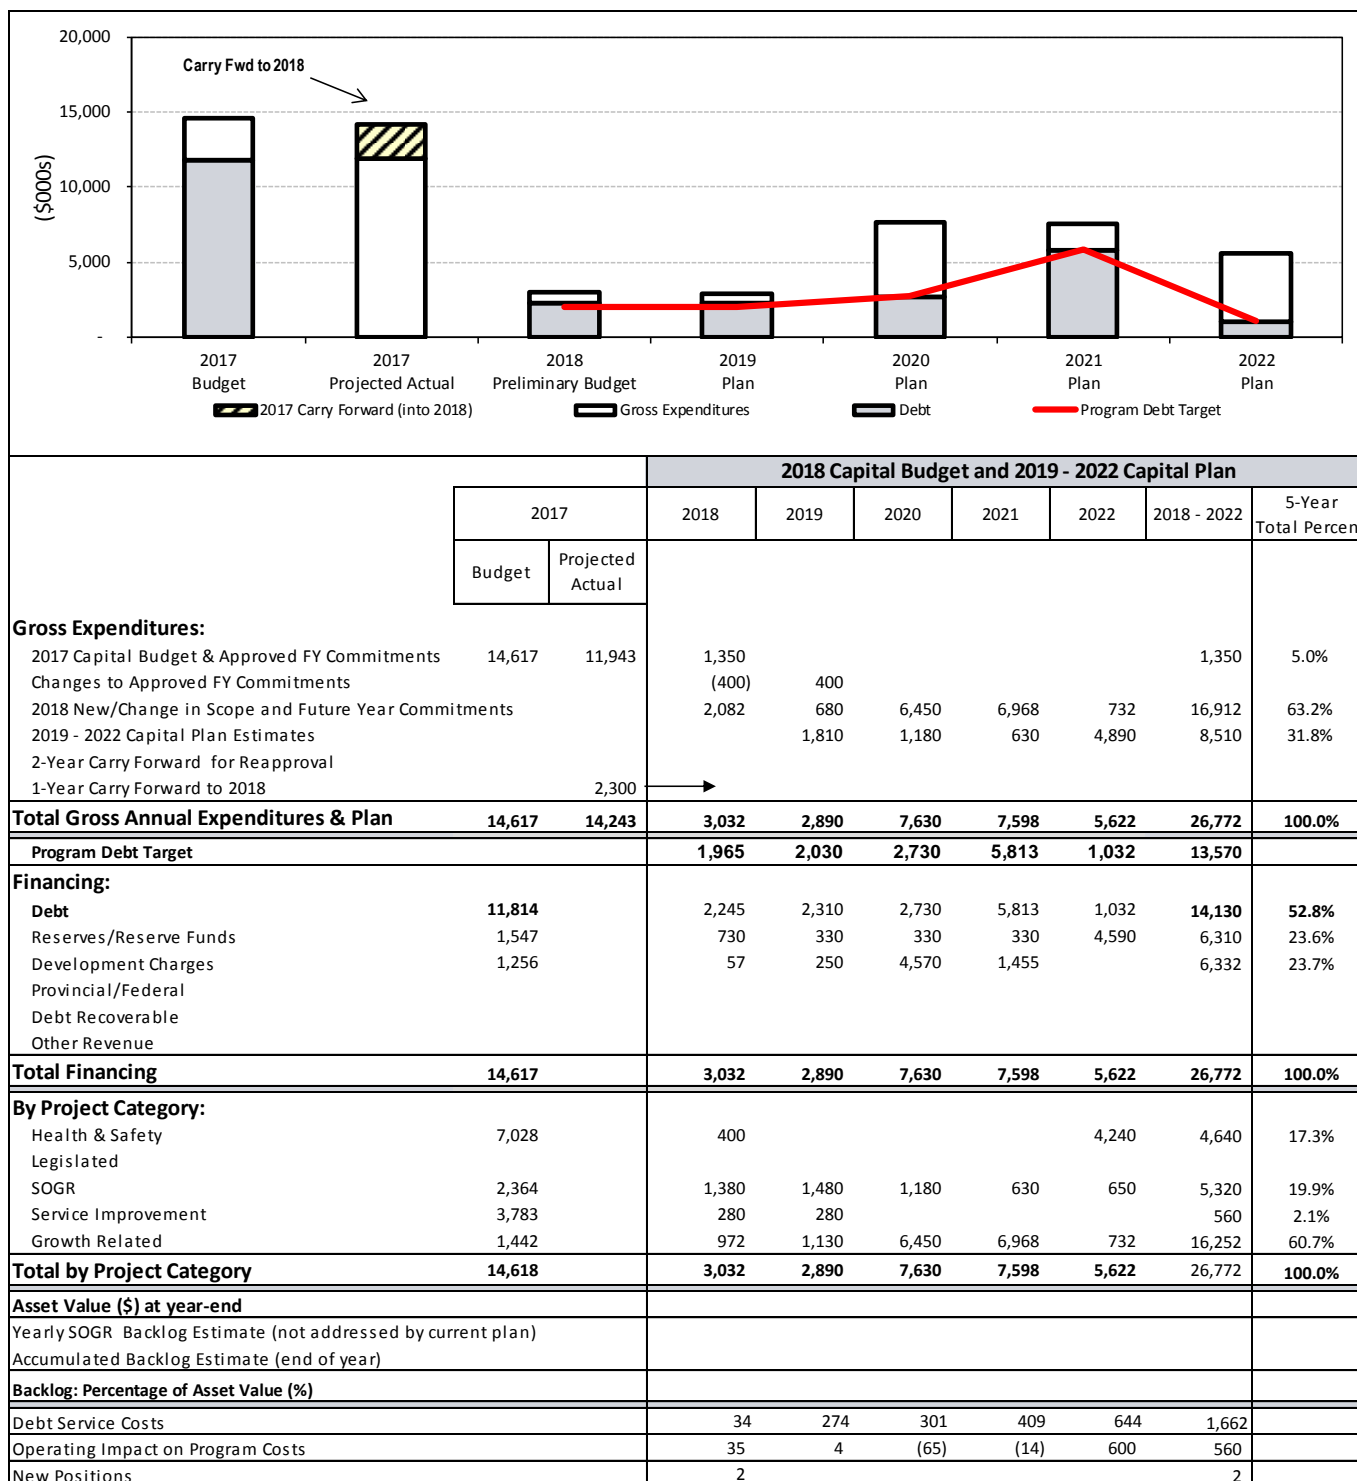 20,000
Carry Fwd to 2018
15,000
($000s)
10,000
5,000
-
2017 2017 2018 2019 2020 2021 2022
Budget Projected Actual Preliminary Budget Plan Plan Plan Plan
2017 Carry Forward (into 2018) Gross Expenditures Debt Program Debt Target
2018 Capital Budget and 2019 - 2022 Capital Plan
2017 2018 2019 2020 2021 2022 2018 - 2022 5-Year
Total Percen
Budget Projected
Actual
Gross Expenditures:
2017 Capital Budget & Approved FY Commitments 14,617 11,943 1,350 1,350 5.0%
Changes to Approved FY Commitments (400) 400
2018 New/Change in Scope and Future Year Commitments 2,082 680 6,450 6,968 732 16,912 63.2%
2019 - 2022 Capital Plan Estimates 1,810 1,180 630 4,890 8,510 31.8%
2-Year Carry Forward for Reapproval
1-Year Carry Forward to 2018 2,300
Total Gross Annual Expenditures & Plan 14,617 14,243 3,032 2,890 7,630 7,598 5,622 26,772 100.0%
Program Debt Target 1,965 2,030 2,730 5,813 1,032 13,570
Financing:
Debt 11,814 2,245 2,310 2,730 5,813 1,032 14,130 52.8%
Reserves/Reserve Funds 1,547 730 330 330 330 4,590 6,310 23.6%
Development Charges 1,256 57 250 4,570 1,455 6,332 23.7%
Provincial/Federal
Debt Recoverable
Other Revenue
Total Financing 14,617 3,032 2,890 7,630 7,598 5,622 26,772 100.0%
By Project Category:
Health & Safety 7,028 400 4,240 4,640 17.3%
Legislated
SOGR 2,364 1,380 1,480 1,180 630 650 5,320 19.9%
Service Improvement 3,783 280 280 560 2.1%
Growth Related 1,442 972 1,130 6,450 6,968 732 16,252 60.7%
Total by Project Category 14,618 3,032 2,890 7,630 7,598 5,622 26,772 100.0%
Asset Value ($) at year-end
Yearly SOGR Backlog Estimate (not addressed by current plan)
Accumulated Backlog Estimate (end of year)
Backlog: Percentage of Asset Value (%)
Debt Service Costs 34 274 301 409 644 1,662
Operating Impact on Program Costs 35 4 (65) (14) 600 560
New Positions 2 2